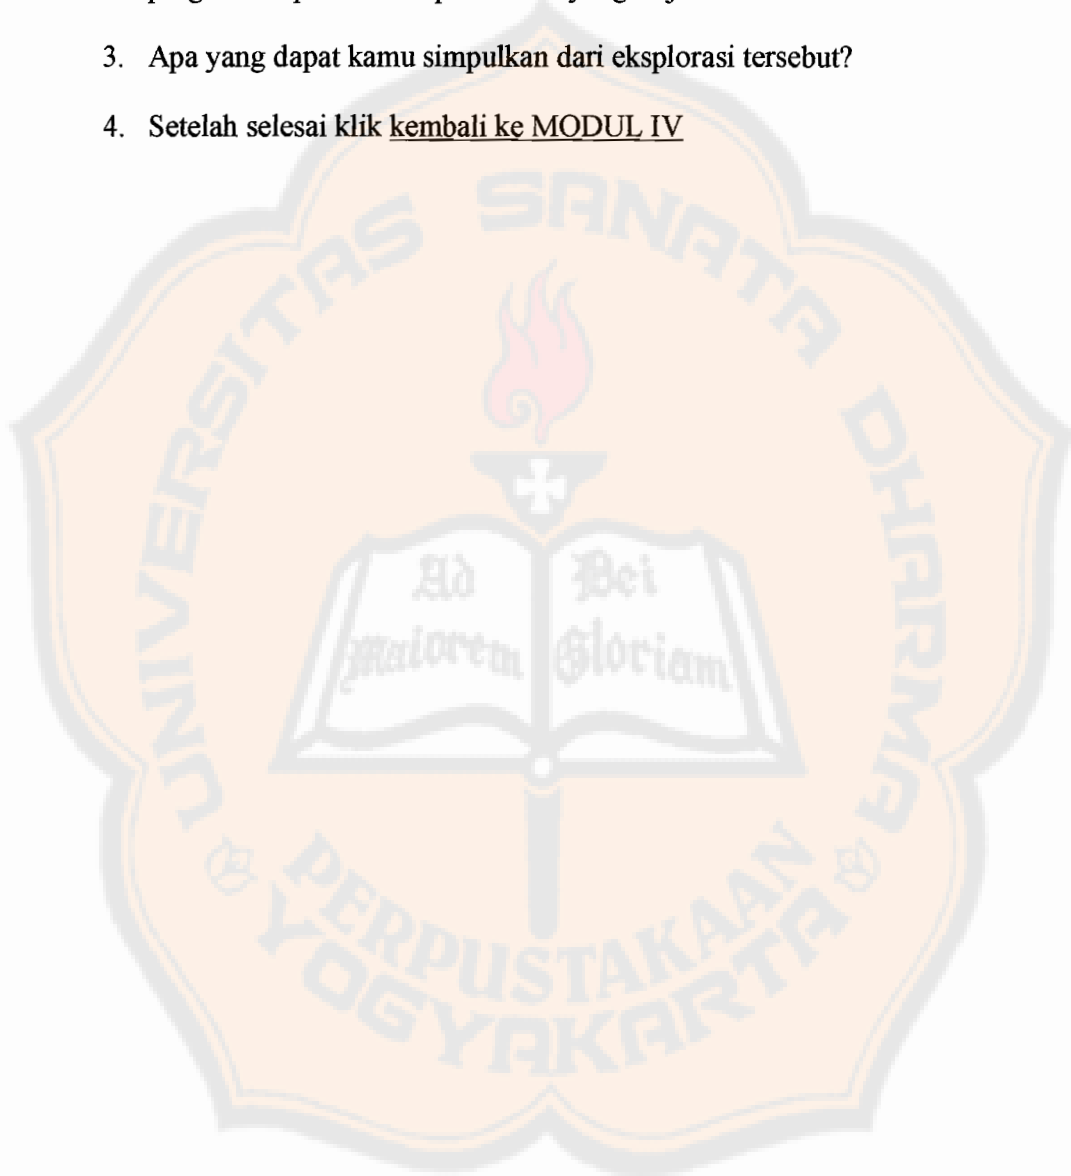 3. Apa yang dapat kamu simpulkan dari eksplorasi tersebut?
4. Setelah selesai klik kembali ke MODUL IV
UNIVERSITAS SANATA DHARMA
Ad Dei
Maiorem Gloriam
PERPUSTAKAAN
YOGYAKARTA